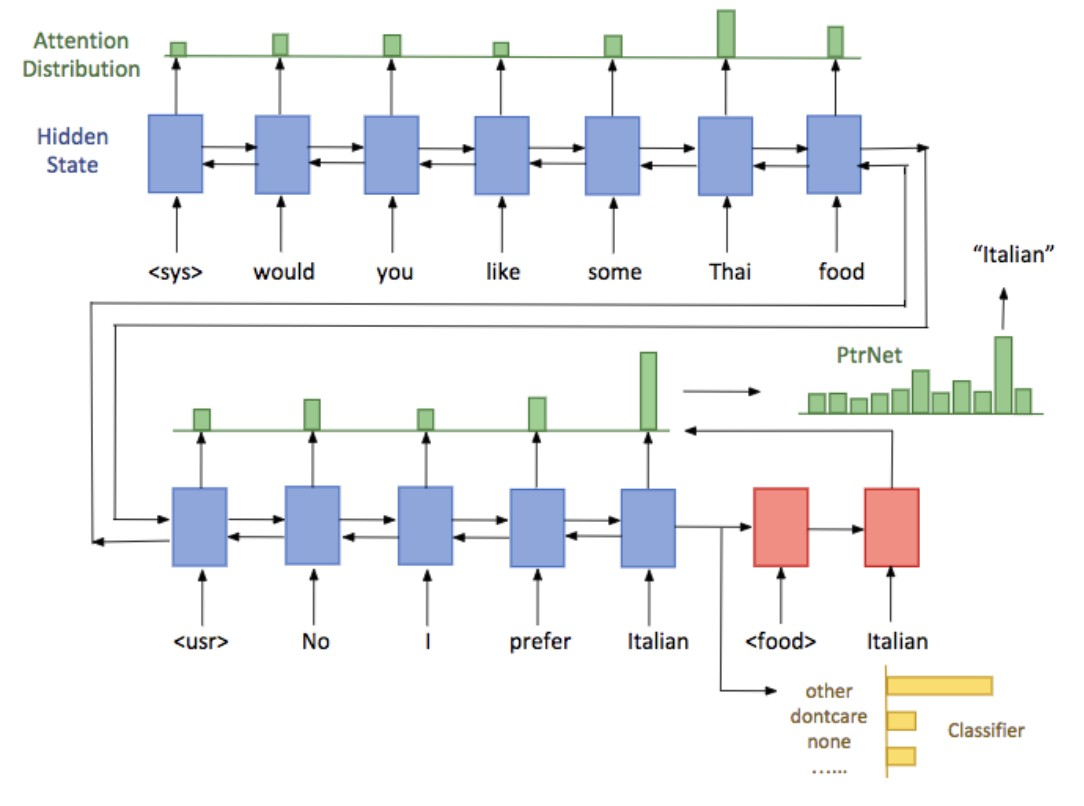 Attention
Distribution
Hidden
State
<sys> would you like some Thai food
"Italian"
PtrNet
<usr> No I prefer Italian <food> Italian
other
dontcare
none
…...
Classifier